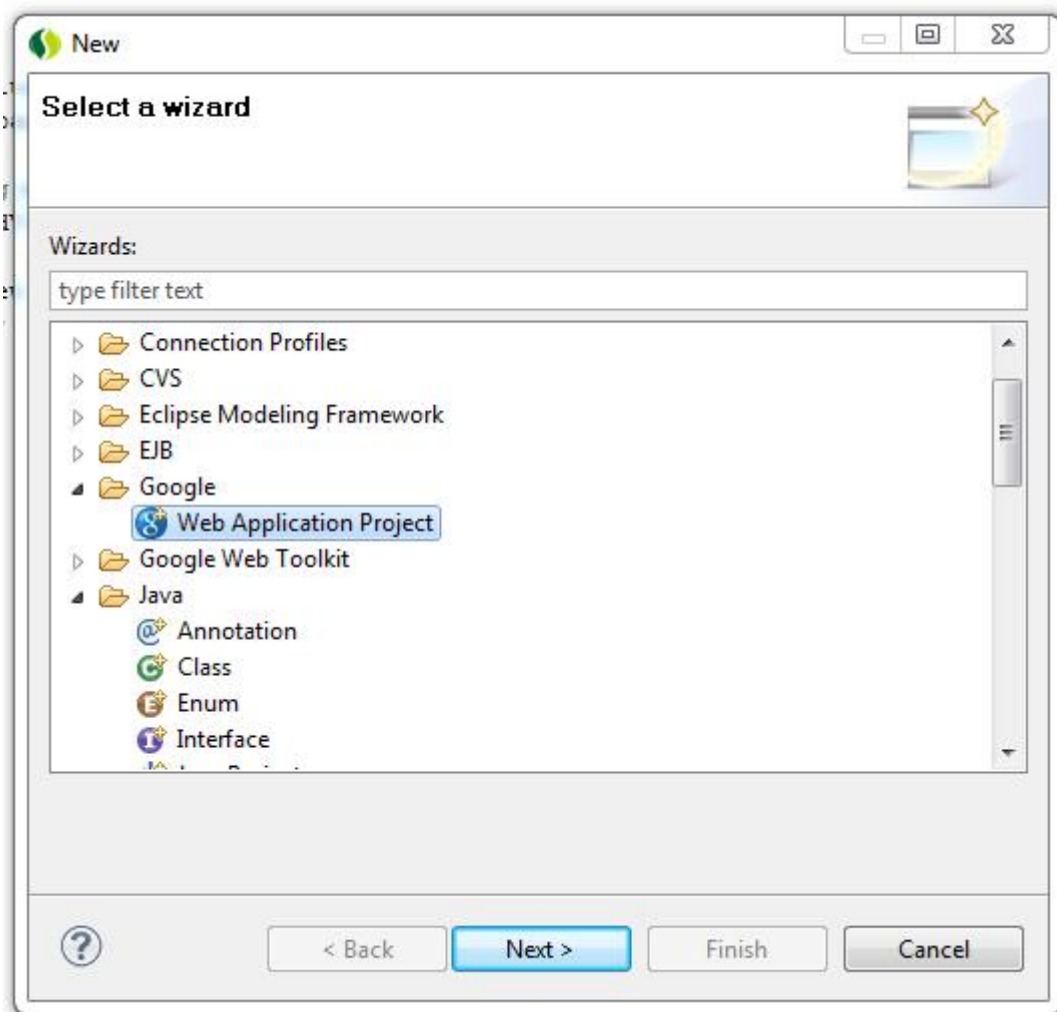 New
Select a wizard
Wizards:
type filter text
Connection Profiles
CVS
Eclipse Modeling Framework
EJB
Google
Web Application Project
Google Web Toolkit
Java
Annotation
Class
Enum
Interface
< Back Next > Finish Cancel